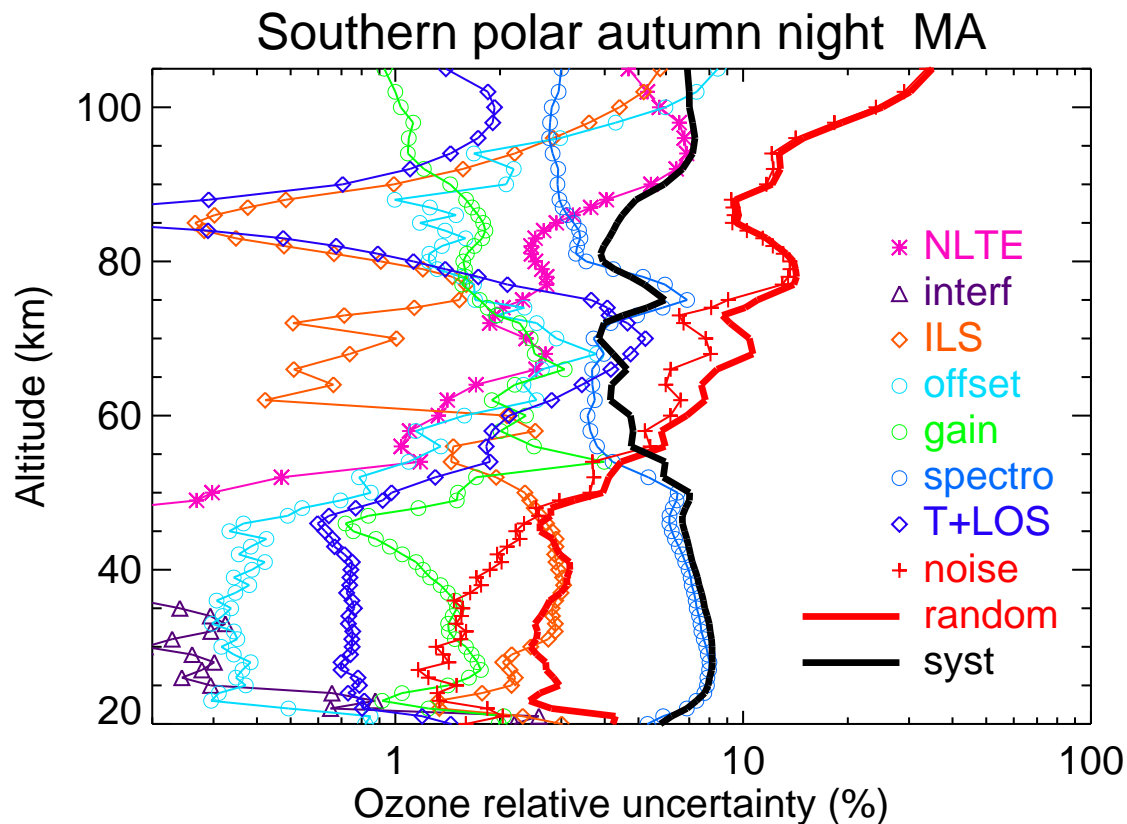 Southern polar autumn night  MA
Altitude (km)
100
80
60
40
20
NLTE
interf
ILS
offset
gain
spectro
T+LOS
noise
random
syst
1
10
100
Ozone relative uncertainty (%)